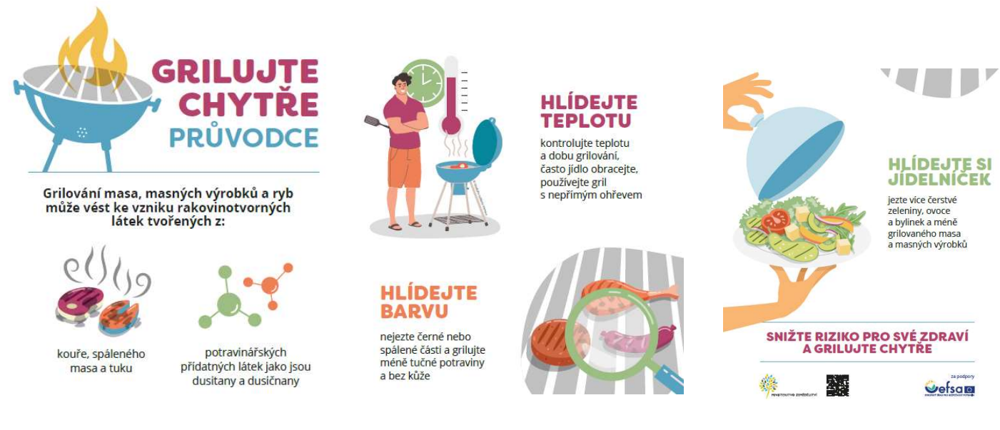 GRILUJTE
CHYTŘE
PRŮVODCE
Grilování masa, masných výrobků a ryb
může vést ke vzniku rakovinotvorných
látek tvořených z:
kouře, spáleného
masa a tuku
potravinářských
přídatných látek jako jsou
dusitany a dusičnany
HLÍDEJTE
TEPLOTU
kontrolujte teplotu
a dobu grilování,
často jídlo obracejte,
používejte gril
s nepřímým ohřevem
HLÍDEJTE
BARVU
nejezte černé nebo
spálené části a grilujte
méně tučné potraviny
a bez kůže
HLÍDEJTE SI
JÍDELNÍČEK
jezte více čerstvé
zeleniny, ovoce
a bylinek a méně
grilovaného masa
a masných výrobků
SNIŽTE RIZIKO PRO SVÉ ZDRAVÍ
A GRILUJTE CHYTŘE
MINISTERSTVO ZEMĚDĚLSTVÍ
za podpory
efsa